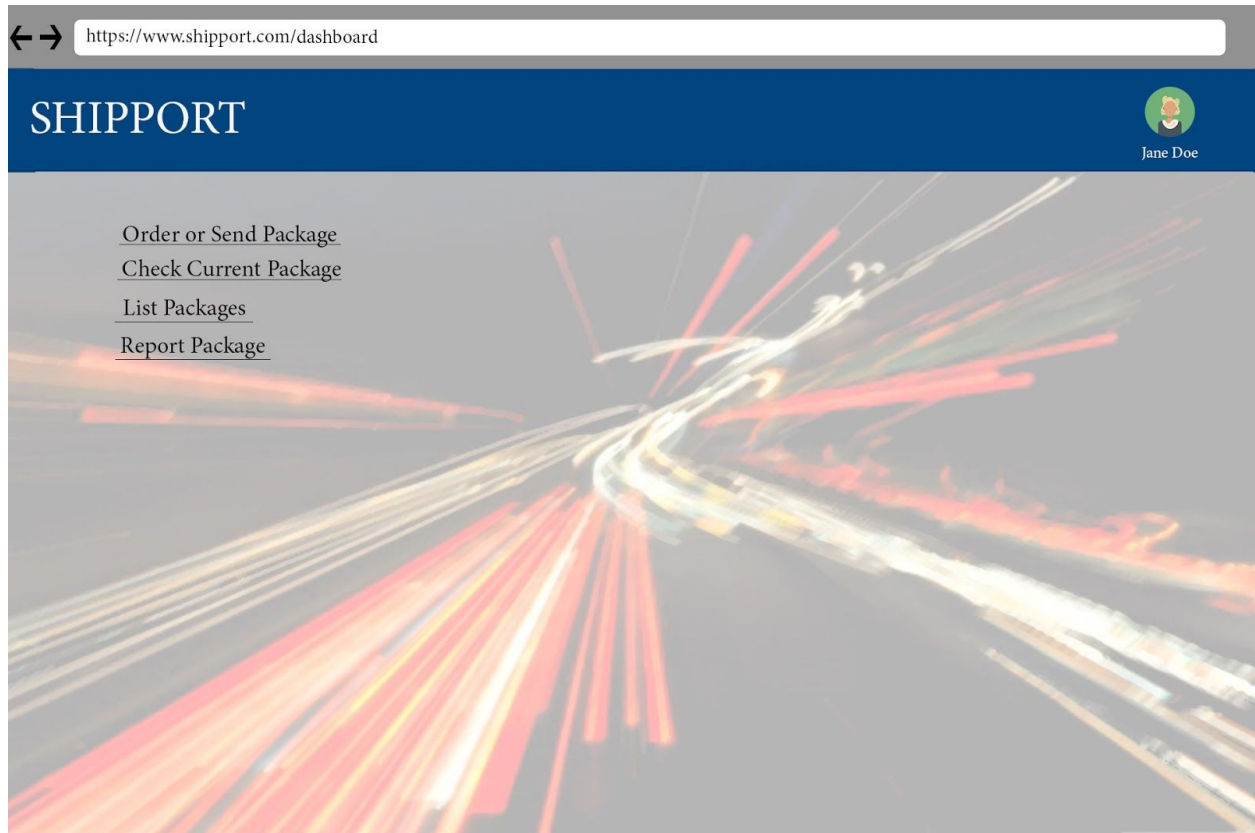 https://www.shipport.com/dashboard
SHIPPORT
Jane Doe
Order or Send Package
Check Current Package
List Packages
Report Package